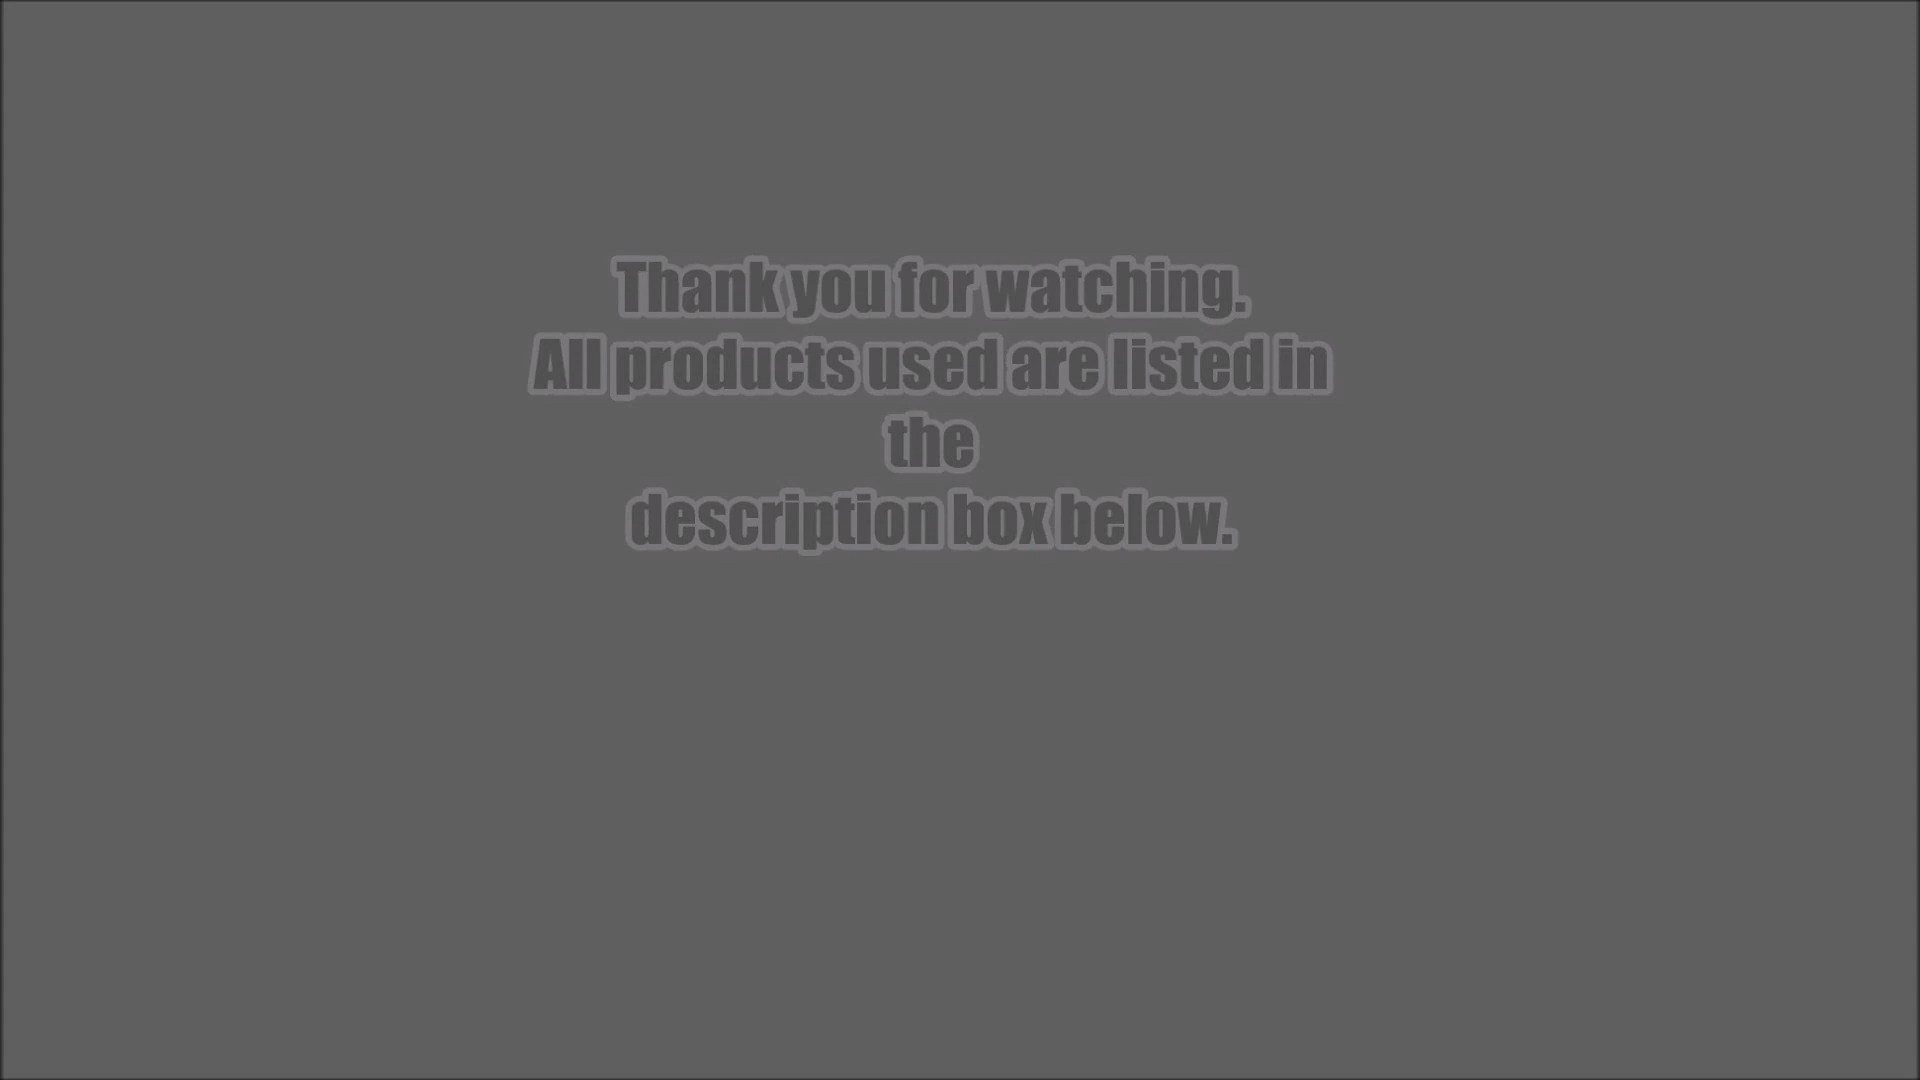 Thank you for watching.
All products used are listed in
the
description box below.